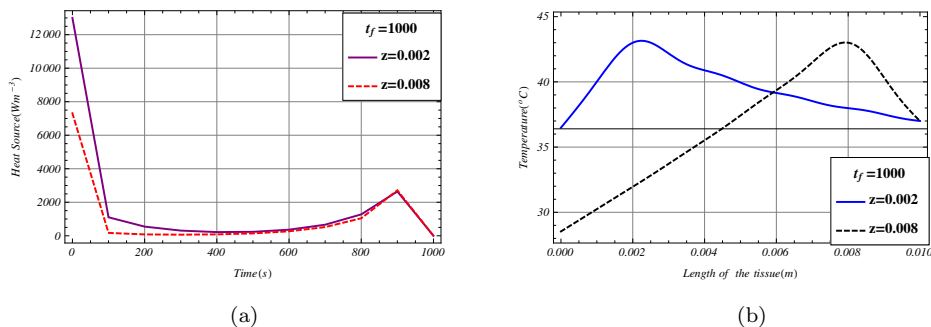 12 000
10 000
8000
6000
4000
2000
0
Heat Source(Wm⁻³)
0
200
400
600
800
1000
Time(s)
t_f=1000
z=0.002
z=0.008
(a)
45
40
35
30
Temperature(°C)
0.000
0.002
0.004
0.006
0.008
0.010
Length of the tissue(m)
t_f=1000
z=0.002
z=0.008
(b)